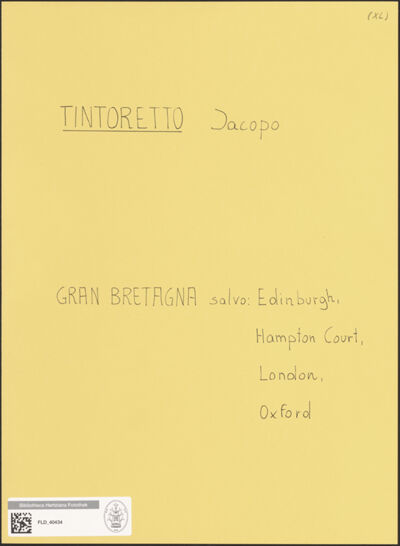 (XL)
TINTORETTO Jacopo
GRAN BRETAGNA salvo: Edinburgh,
Hampton Court,
London,
Oxford
Bibliotheca Hertziana Fotothek
FLD_40434